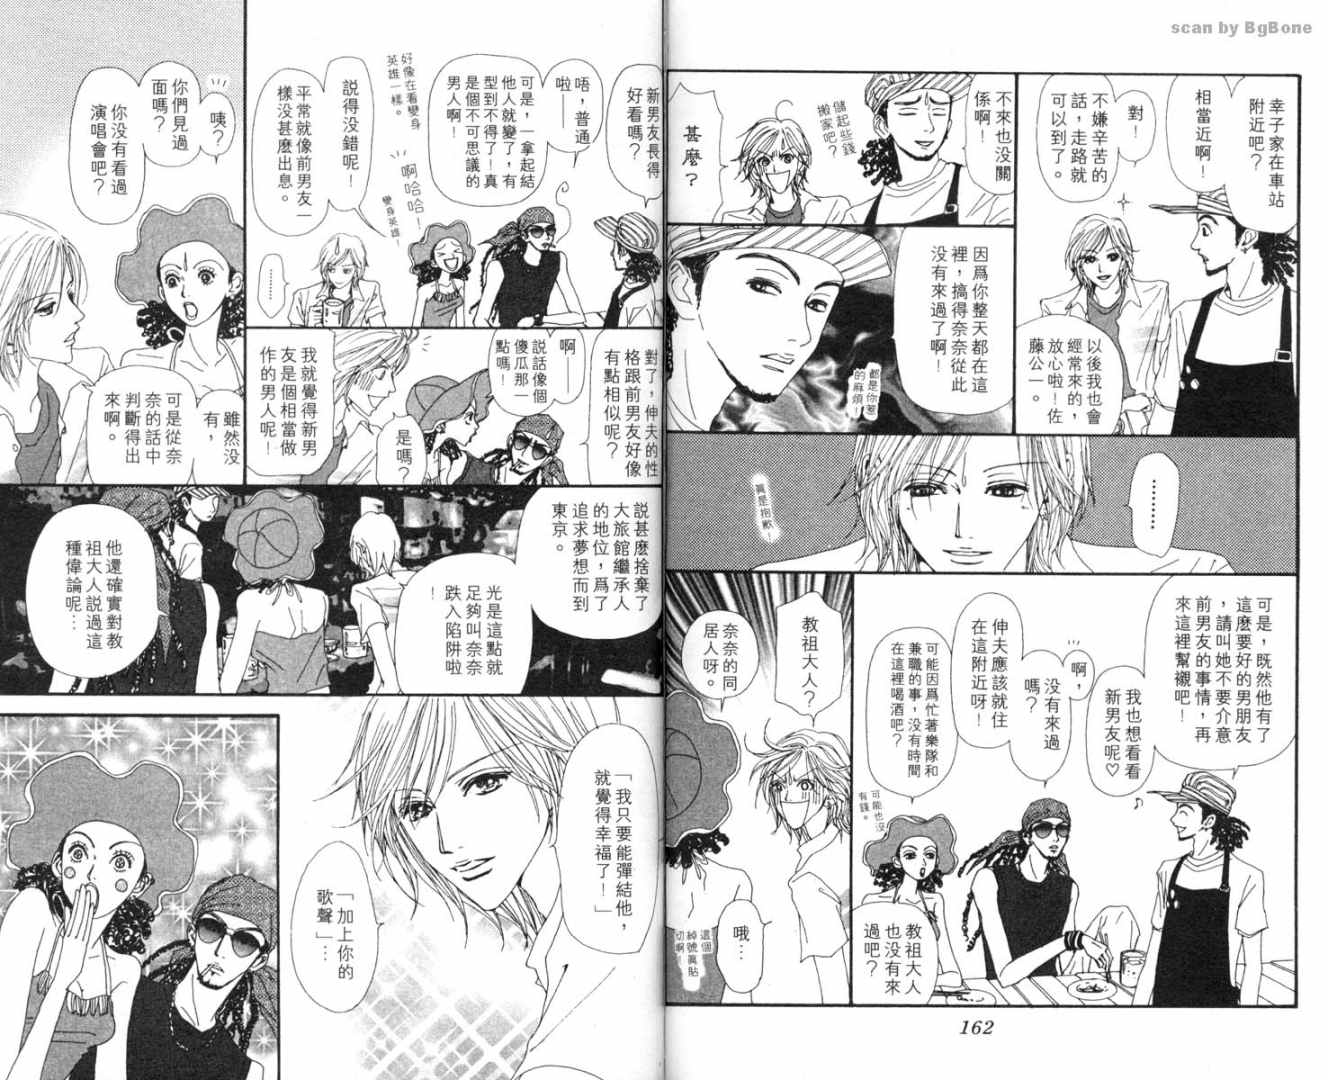 scan by BgBone
幸子家在車站
附近吧？
相當近啊！
對！
不嫌辛苦的
話，走路就
可以到了。
以後我也會
經常來的，
放心啦！佐
藤公一。
不來也沒關
係啊！
儲起些錢
搬家吧？
甚麼？
因爲你整天都在這
裡，搞得奈奈從此
没有來過了啊！
都是你惹
的麻煩！
………
真是抱歉！
可是，既然他有了
這麼要好的男朋友
，請叫她不要介意
前男友的事情，再
來這裡幫襯吧！
我也想看看
新男友呢♡
啊，
没有來過
嗎？
伸夫應該就住
在這附近呀！
可能因爲忙著樂隊和
兼職的事，没有時間
在這裡喝酒吧？
可能也没
有錢。
教祖大人
也没有來
過吧？
教祖大人？
奈奈的同
居人呀。
哦…
這個
綽號真貼
切啊！
162
新男友長得
好看嗎？
唔，普通
啦——
可是，一拿起結
他人就變了，有
型到不得了！真
是個不可思議的
男人啊！
好像在看變身
英雄一樣。
啊哈哈！
變身英雄！
說得没錯呢！
平常就像前男友一
樣没甚麼出息。
………
對了，伸夫的性
格跟前男友好像
有點相似呢？
啊——
説話像個
傻瓜那一
點嗎！
是嗎？
我就覺得新男
友是個相當做
作的男人呢！
咦？
你們見過
面嗎？
你没有看過
演唱會吧？
雖然没
有，
可是從奈
奈的話中
判斷得出
來啊。
說甚麼捨棄了
大旅館繼承人
的地位，爲了
追求夢想而到
東京。
光是這點就
足夠叫奈奈
跌入陷阱啦
！
他還確實對教
祖大人說過這
種偉論呢…
「我只要能彈結他，
就覺得幸福了！」
「加上你的
歌聲」…